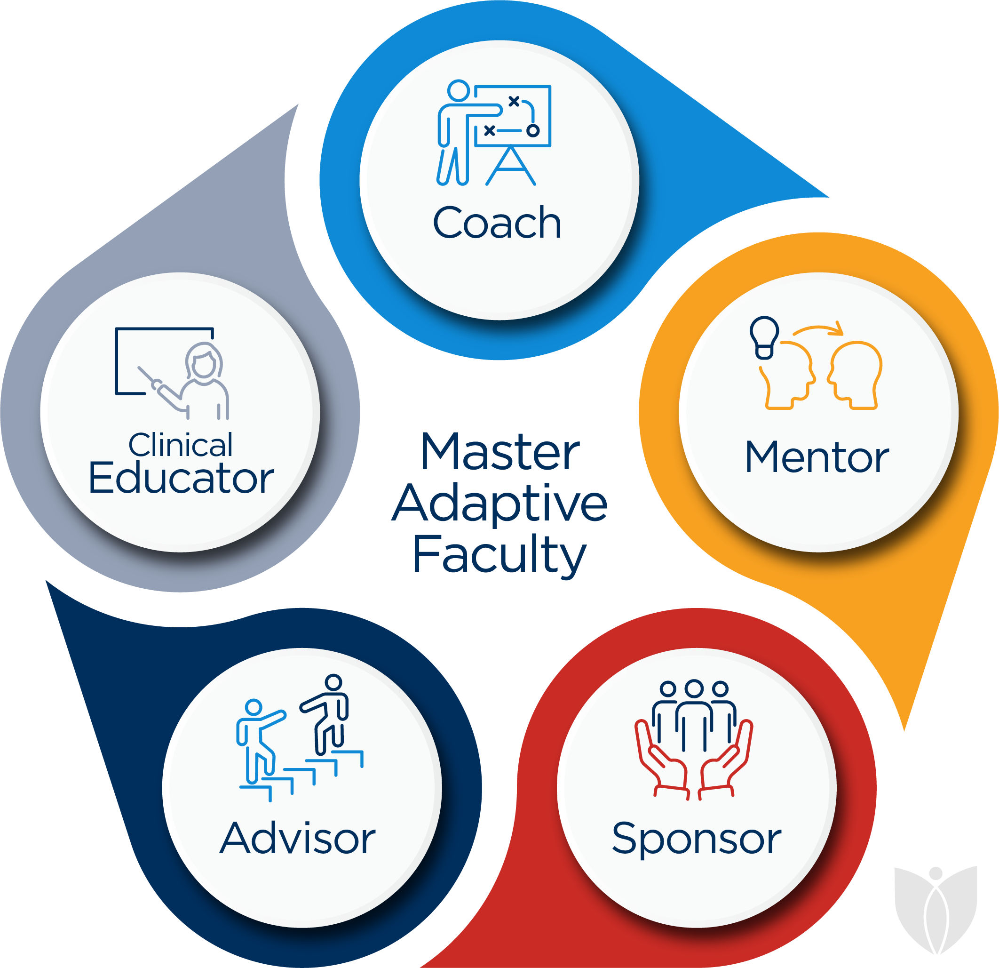 Coach
Mentor
Clinical
Educator
Master
Adaptive
Faculty
Advisor
Sponsor